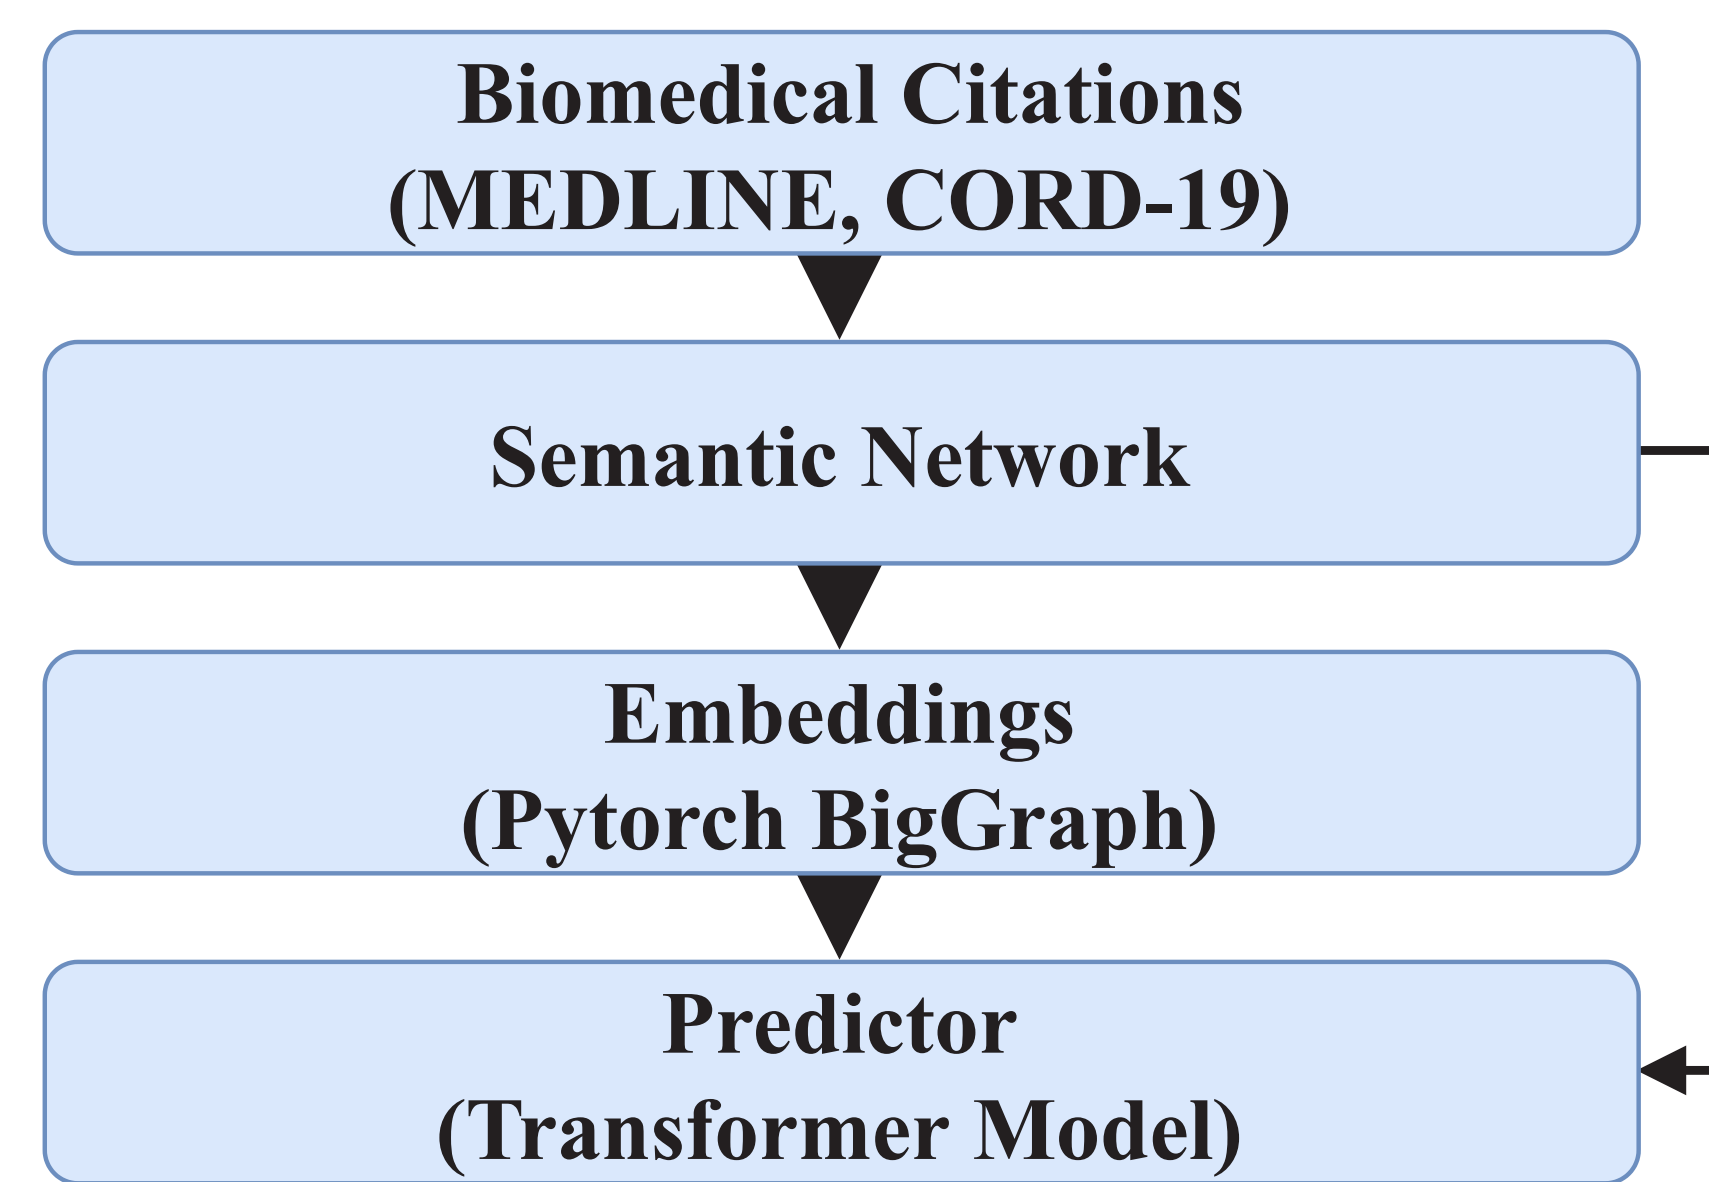 Biomedical Citations
(MEDLINE, CORD-19)
Semantic Network
Embeddings
(Pytorch BigGraph)
Predictor
(Transformer Model)